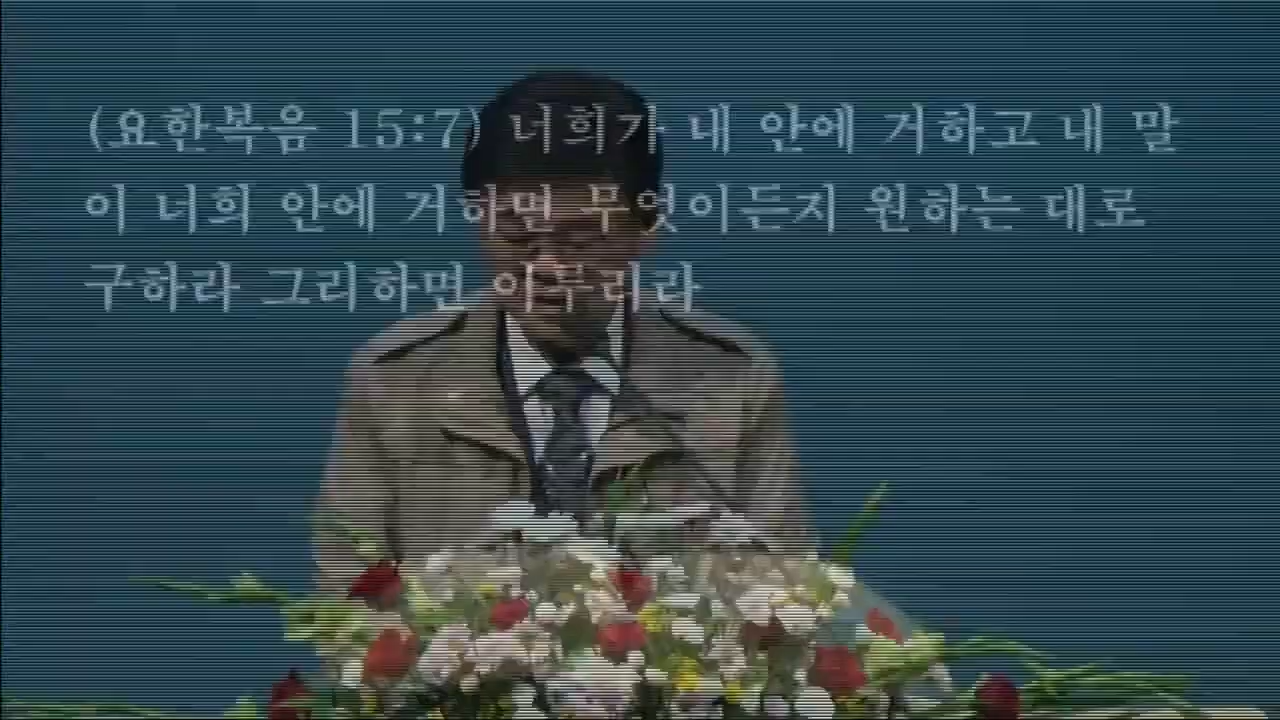 (요한복음 15:7) 너희가 내 안에 거하고 내 말
이 너희 안에 거하면 무엇이든지 원하는 대로
구하라 그리하면 이루리라